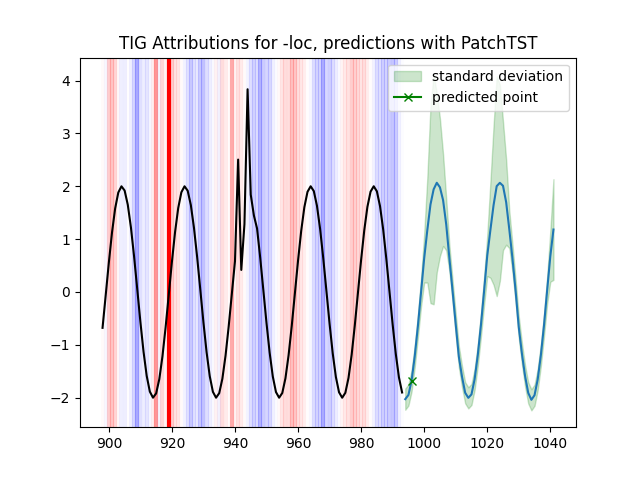 TIG Attributions for -loc, predictions with PatchTST
standard deviation
predicted point
4
3
2
1
0
−1
−2
900 920 940 960 980 1000 1020 1040